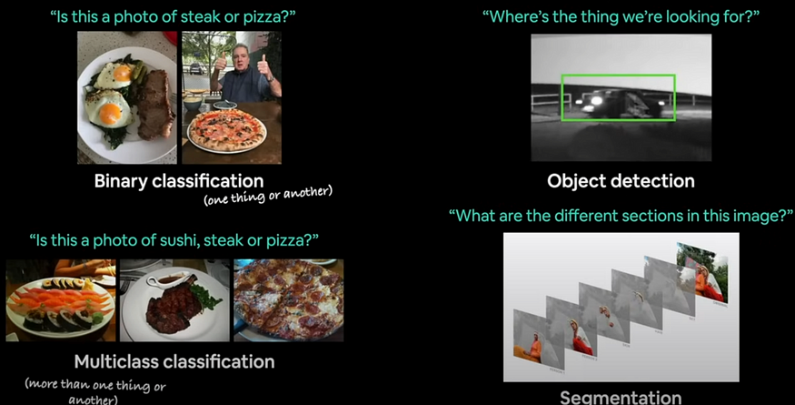 “Is this a photo of steak or pizza?”
Binary classification
(one thing or another)
“Is this a photo of sushi, steak or pizza?”
Multiclass classification
(more than one thing or
another)
“Where’s the thing we’re looking for?”
Object detection
“What are the different sections in this image?”
Segmentation